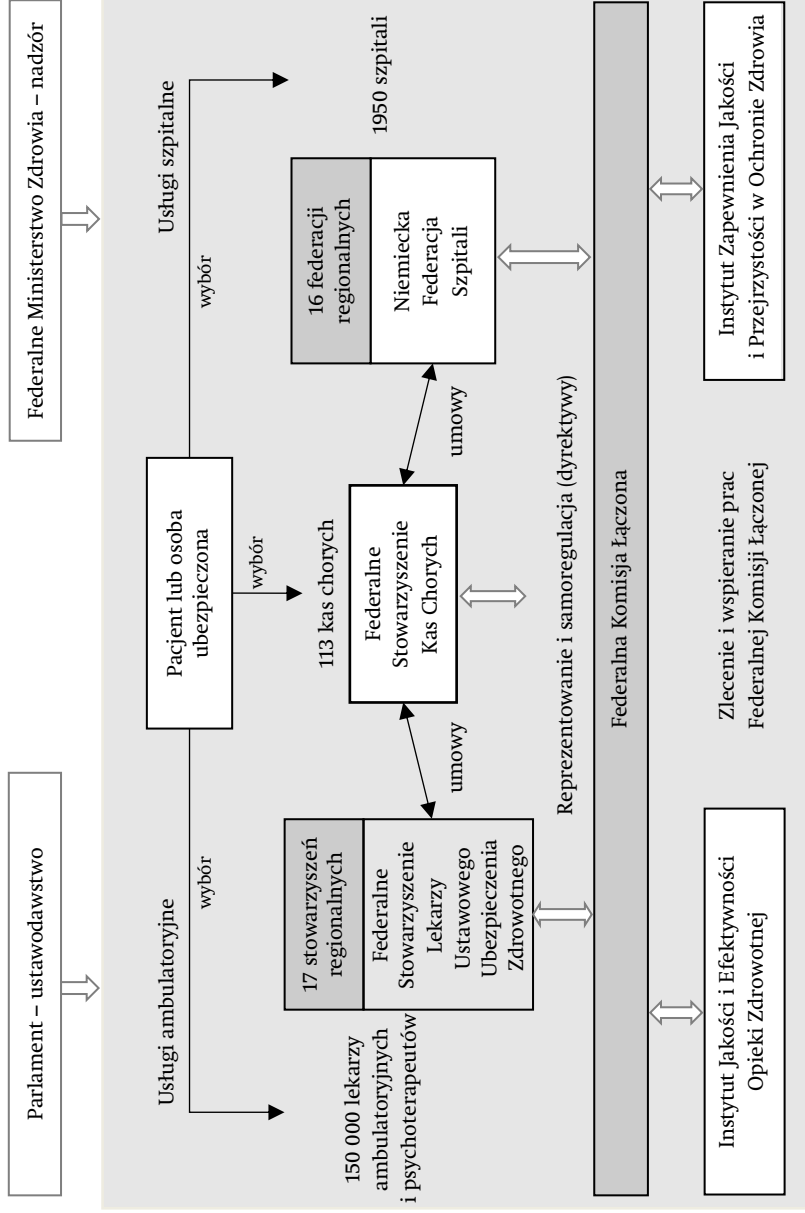 Parlament – ustawodawstwo
Federalne Ministerstwo Zdrowia – nadzór
Pacjent lub osoba
ubezpieczona
Usługi ambulatoryjne
wybór
wybór
Usługi szpitalne
wybór
150 000 lekarzy
ambulatoryjnych
i psychoterapeutów
17 stowarzyszeń
regionalnych
Federalne
Stowarzyszenie
Lekarzy
Ustawowego
Ubezpieczenia
Zdrowotnego
umowy
113 kas chorych
Federalne
Stowarzyszenie
Kas Chorych
umowy
16 federacji
regionalnych
Niemiecka
Federacja
Szpitali
1950 szpitali
Reprezentowanie i samoregulacja (dyrektywy)
Federalna Komisja Łączona
Instytut Jakości i Efektywności
Opieki Zdrowotnej
Zlecenie i wspieranie prac
Federalnej Komisji Łączonej
Instytut Zapewnienia Jakości
i Przejrzystości w Ochronie Zdrowia